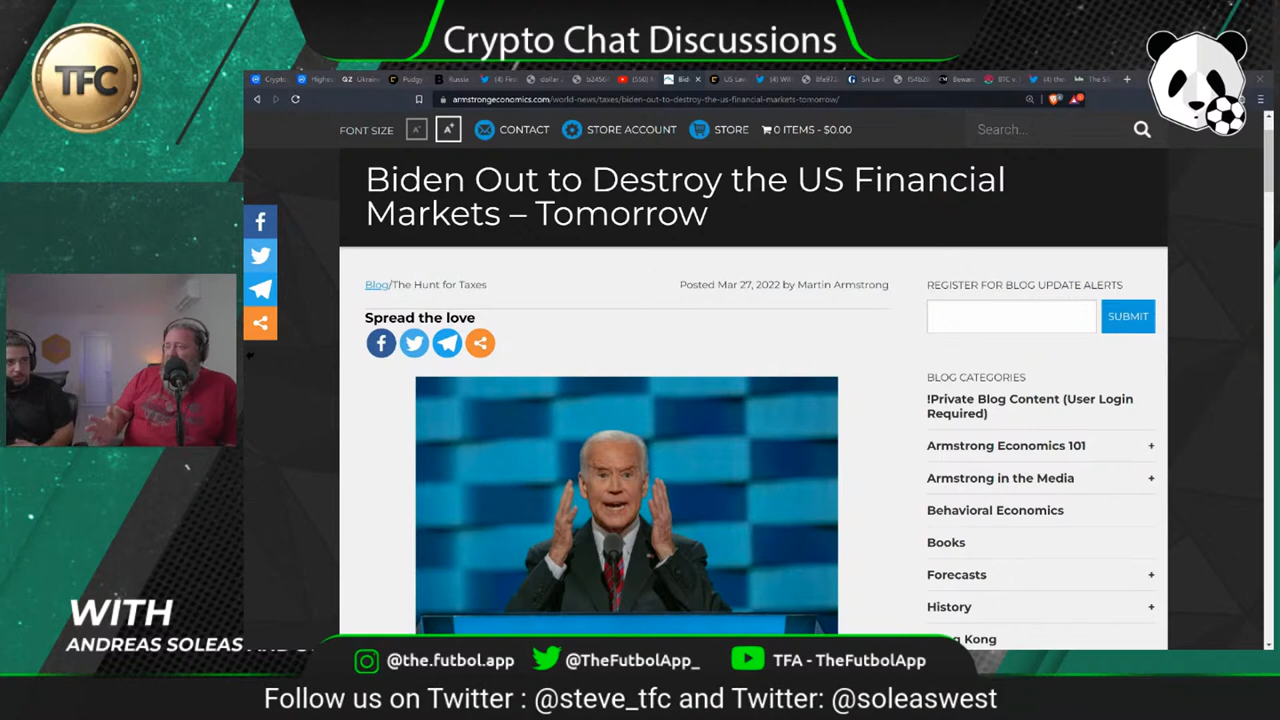 Crypto Chat Discussions
TFC
armstrongeconomics.com/world-news/taxes/biden-out-to-destroy-the-us-financial-markets-tomorrow/
FONT SIZE A- A+ CONTACT STORE ACCOUNT STORE 0 ITEMS - $0.00 Search...
Biden Out to Destroy the US Financial
Markets – Tomorrow
Blog/The Hunt for Taxes Posted Mar 27, 2022 by Martin Armstrong
Spread the love
REGISTER FOR BLOG UPDATE ALERTS
SUBMIT
BLOG CATEGORIES
!Private Blog Content (User Login
Required)
Armstrong Economics 101 +
Armstrong in the Media +
Behavioral Economics
Books
Forecasts +
History +
Kong
WITH
ANDREAS SOLEAS
@the.futbol.app @TheFutbolApp_ TFA - TheFutbolApp
Follow us on Twitter : @steve_tfc and Twitter: @soleaswest